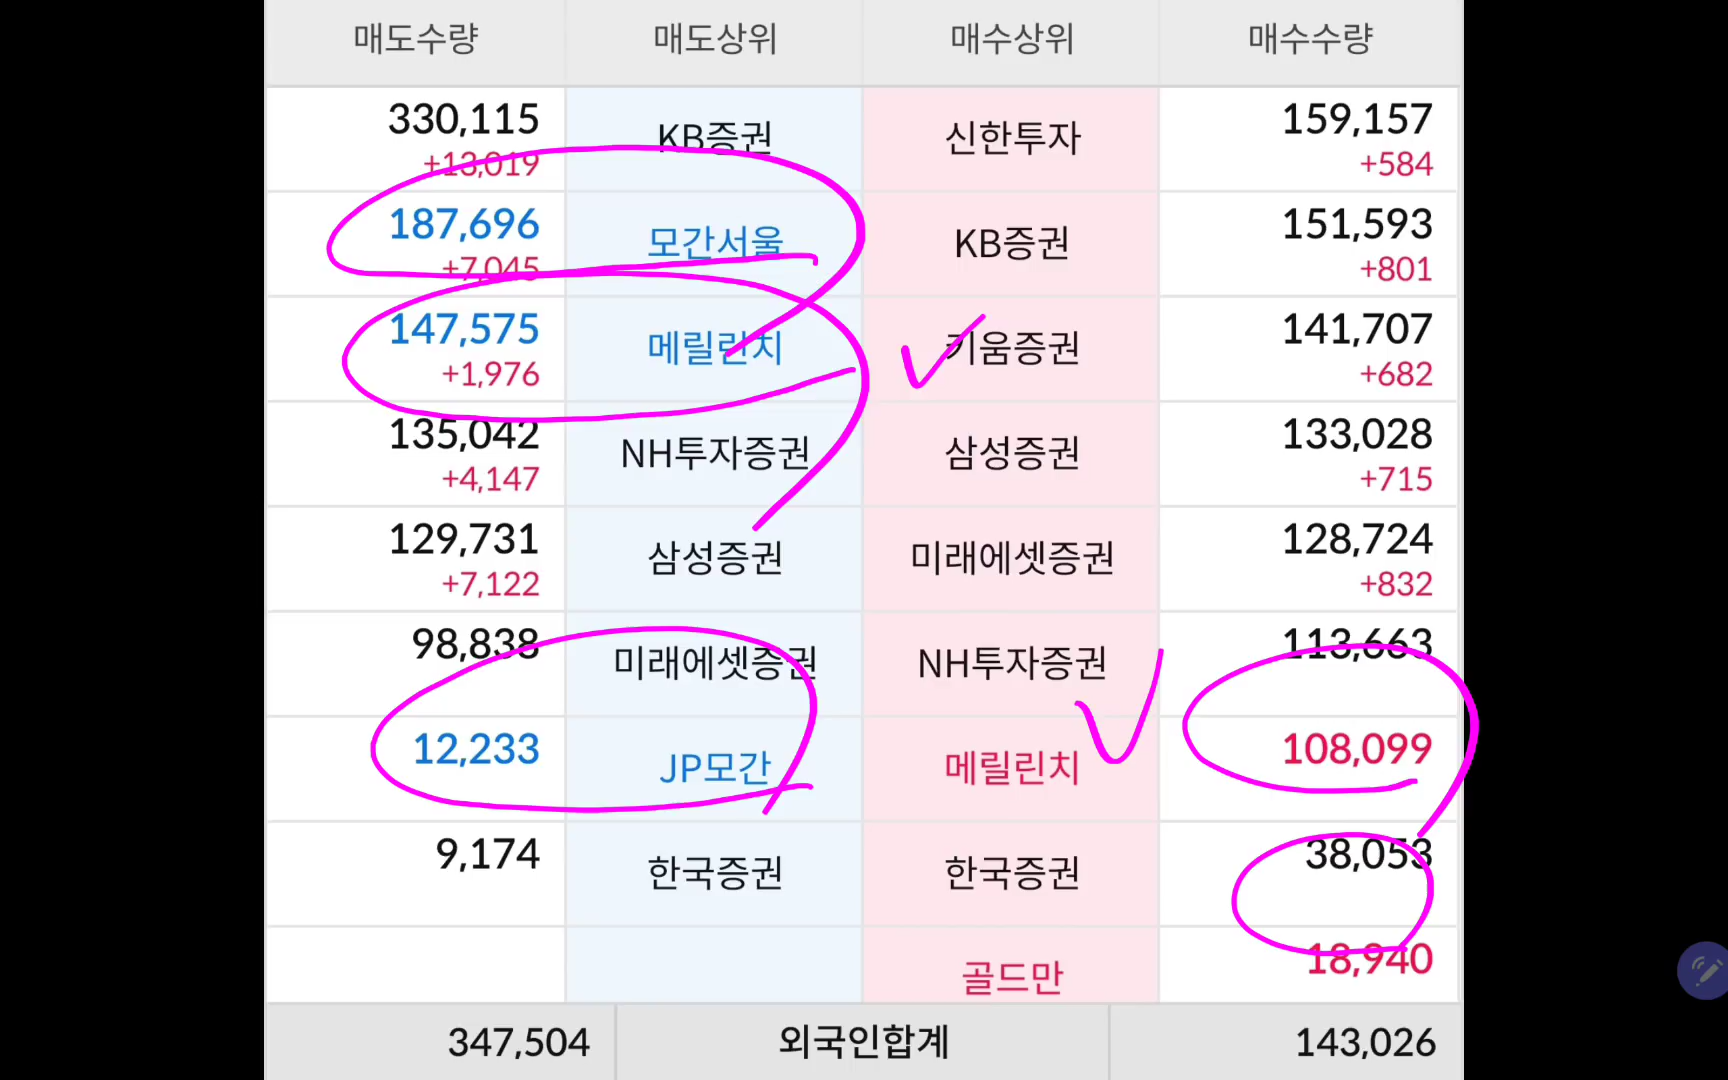 매도수량 매도상위 매수상위 매수수량
330,115 KB증권 신한투자 159,157
+13,019 +584
187,696 모간서울 KB증권 151,593
+7,045 +801
147,575 메릴린치 키움증권 141,707
+1,976 +682
135,042 NH투자증권 삼성증권 133,028
+4,147 +715
129,731 삼성증권 미래에셋증권 128,724
+7,122 +832
98,838 미래에셋증권 NH투자증권 113,663
12,233 JP모간 메릴린치 108,099
9,174 한국증권 한국증권 38,053
골드만 18,940
347,504 외국인합계 143,026